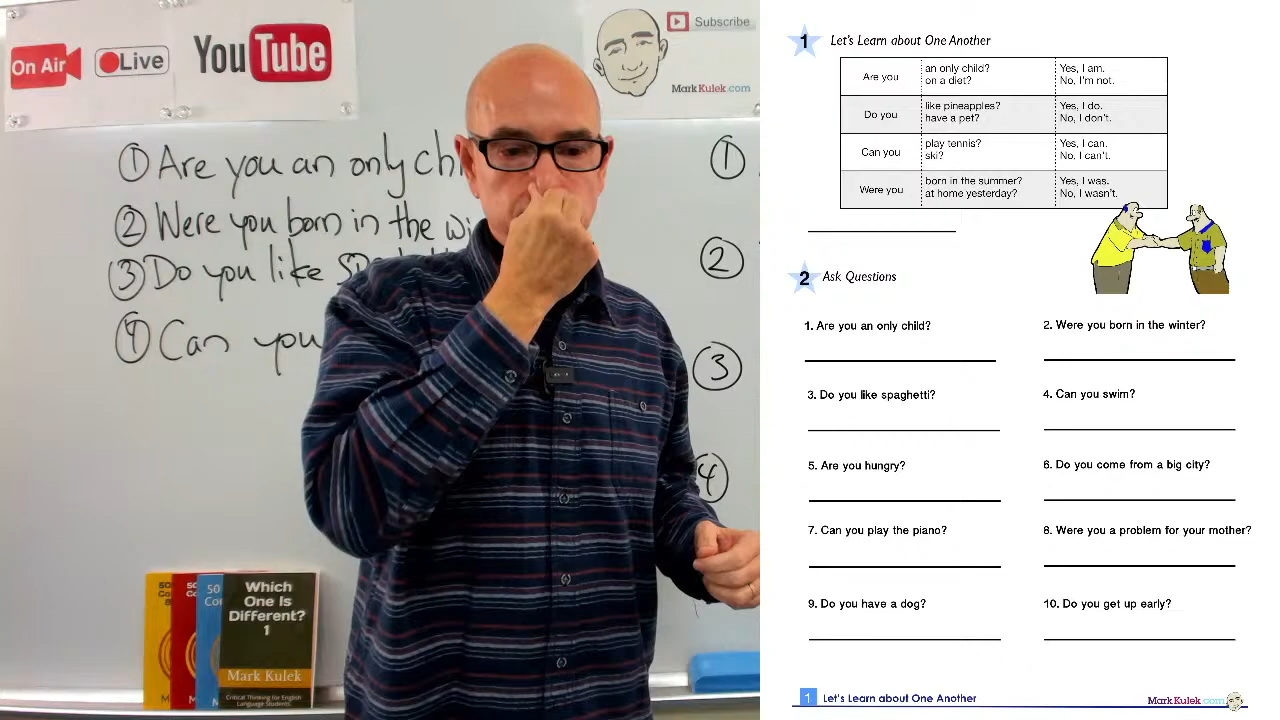 On Air
Live
YouTube
Subscribe
MarkKulek.com
① Are you an only
② Were you born in the
③ Do you like
④ Can you
①
②
③
④
50
50
50
Which
One Is
Different?
1
Mark Kulek
Critical Thinking for English
Language Students
1 Let's Learn about One Another
Are you
an only child?
on a diet?
Yes, I am.
No, I'm not.
Do you
like pineapples?
have a pet?
Yes, I do.
No, I don't.
Can you
play tennis?
ski?
Yes, I can.
No, I can't.
Were you
born in the summer?
at home yesterday?
Yes, I was.
No, I wasn't.
2 Ask Questions
1. Are you an only child?
2. Were you born in the winter?
3. Do you like spaghetti?
4. Can you swim?
5. Are you hungry?
6. Do you come from a big city?
7. Can you play the piano?
8. Were you a problem for your mother?
9. Do you have a dog?
10. Do you get up early?
1 Let's Learn about One Another
MarkKulek.com